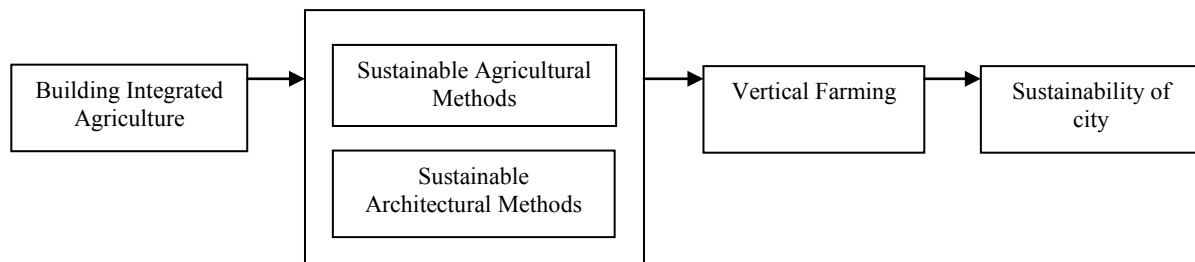 Building Integrated
Agriculture
Sustainable Agricultural
Methods
Sustainable
Architectural Methods
Vertical Farming
Sustainability of
city